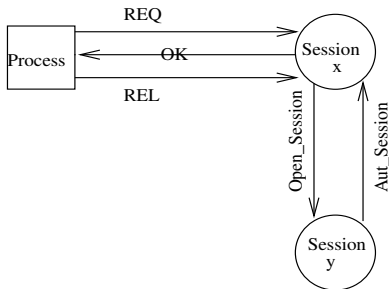 REQ
Process
OK
Session
x
REL
Open_Session
Aut_Session
Session
y